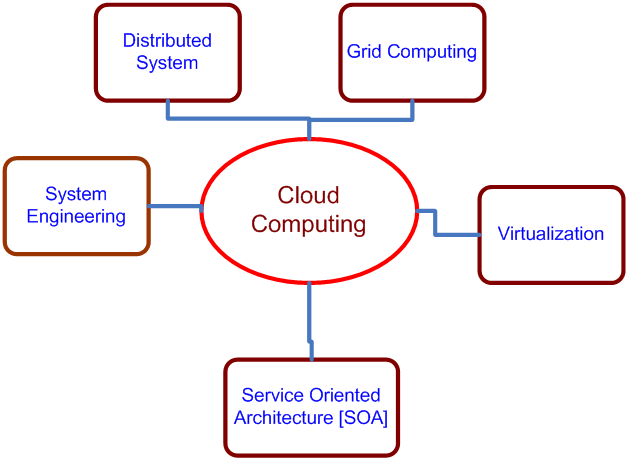 Distributed
System
Grid Computing
System
Engineering
Cloud
Computing
Virtualization
Service Oriented
Architecture [SOA]